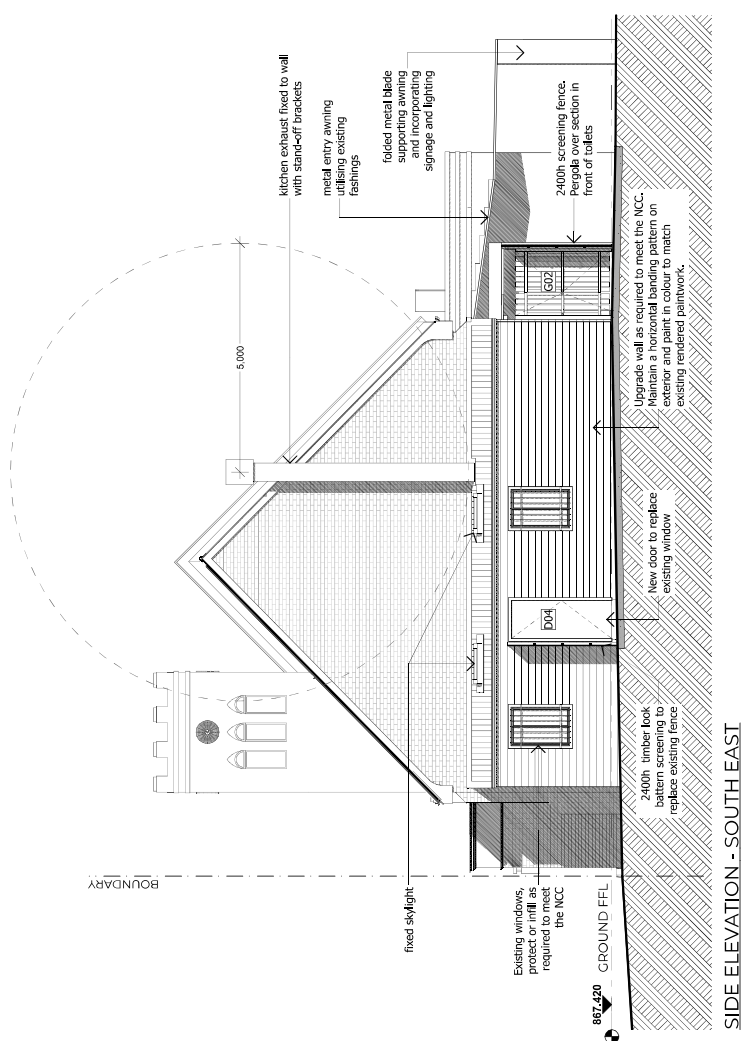 kitchen exhaust fixed to wall
with stand-off brackets
metal entry awning
utilising existing
fashings
folded metal blade
supporting awning
and incorporating
signage and lighting
2400h screening fence.
Pergola over section in
front of toilets
5,000
G02
Upgrade wall as required to meet the NCC.
Maintain a horizontal banding pattern on
exterior and paint in colour to match
existing rendered paintwork.
New door to replace
existing window
D04
2400h timber look
battern screening to
replace existing fence
BOUNDARY
fixed skylight
Existing windows,
protect or infill as
required to meet
the NCC
867.420
GROUND FFL
SIDE ELEVATION - SOUTH EAST